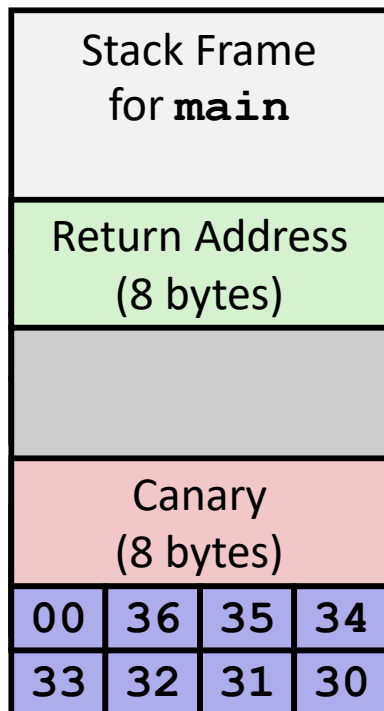 Stack Frame
for main
Return Address
(8 bytes)
Canary
(8 bytes)
00 36 35 34
33 32 31 30